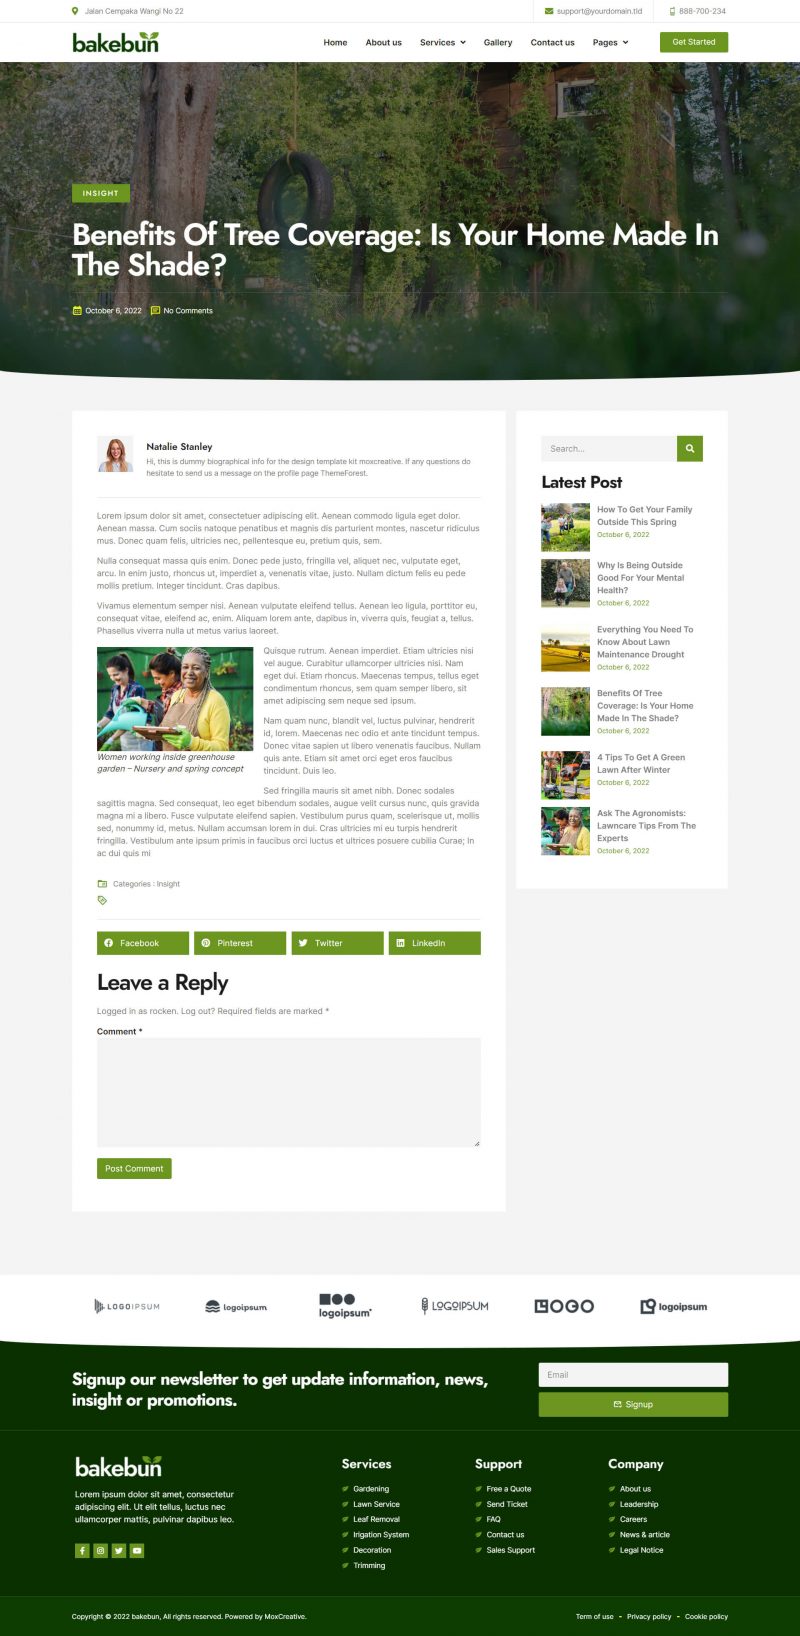 Jalan Cempaka Wangi No 22
support@yourdomain.tld
888-700-234
bakebun
Home
About us
Services
Gallery
Contact us
Pages
Get Started
INSIGHT
Benefits Of Tree Coverage: Is Your Home Made In
The Shade?
October 6, 2022
No Comments
Natalie Stanley
Hi, this is dummy biographical info for the design template kit moxcreative. If any questions do
hesitate to send us a message on the profile page ThemeForest.
Lorem ipsum dolor sit amet, consectetuer adipiscing elit. Aenean commodo ligula eget dolor.
Aenean massa. Cum sociis natoque penatibus et magnis dis parturient montes, nascetur ridiculus
mus. Donec quam felis, ultricies nec, pellentesque eu, pretium quis, sem.
Nulla consequat massa quis enim. Donec pede justo, fringilla vel, aliquet nec, vulputate eget,
arcu. In enim justo, rhoncus ut, imperdiet a, venenatis vitae, justo. Nullam dictum felis eu pede
mollis pretium. Integer tincidunt. Cras dapibus.
Vivamus elementum semper nisi. Aenean vulputate eleifend tellus. Aenean leo ligula, porttitor eu,
consequat vitae, eleifend ac, enim. Aliquam lorem ante, dapibus in, viverra quis, feugiat a, tellus.
Phasellus viverra nulla ut metus varius laoreet.
Quisque rutrum. Aenean imperdiet. Etiam ultricies nisi
vel augue. Curabitur ullamcorper ultricies nisi. Nam
eget dui. Etiam rhoncus. Maecenas tempus, tellus eget
condimentum rhoncus, sem quam semper libero, sit
amet adipiscing sem neque sed ipsum.
Women working inside greenhouse
garden – Nursery and spring concept
Nam quam nunc, blandit vel, luctus pulvinar, hendrerit
id, lorem. Maecenas nec odio et ante tincidunt tempus.
Donec vitae sapien ut libero venenatis faucibus. Nullam
quis ante. Etiam sit amet orci eget eros faucibus
tincidunt. Duis leo.
Sed fringilla mauris sit amet nibh. Donec sodales
sagittis magna. Sed consequat, leo eget bibendum sodales, augue velit cursus nunc, quis gravida
magna mi a libero. Fusce vulputate eleifend sapien. Vestibulum purus quam, scelerisque ut, mollis
sed, nonummy id, metus. Nullam accumsan lorem in dui. Cras ultricies mi eu turpis hendrerit
fringilla. Vestibulum ante ipsum primis in faucibus orci luctus et ultrices posuere cubilia Curae; In
ac dui quis mi
Categories : Insight
Facebook
Pinterest
Twitter
LinkedIn
Leave a Reply
Logged in as rocken. Log out? Required fields are marked *
Comment *
Post Comment
Search...
Latest Post
How To Get Your Family
Outside This Spring
October 6, 2022
Why Is Being Outside
Good For Your Mental
Health?
October 6, 2022
Everything You Need To
Know About Lawn
Maintenance Drought
October 6, 2022
Benefits Of Tree
Coverage: Is Your Home
Made In The Shade?
October 6, 2022
4 Tips To Get A Green
Lawn After Winter
October 6, 2022
Ask The Agronomists:
Lawncare Tips From The
Experts
October 6, 2022
LOGOIPSUM
logoipsum
logoipsum
LOGOIPSUM
LOGO
logoipsum
Signup our newsletter to get update information, news,
insight or promotions.
Email
Signup
bakebun
Lorem ipsum dolor sit amet, consectetur
adipiscing elit. Ut elit tellus, luctus nec
ullamcorper mattis, pulvinar dapibus leo.
Services
Gardening
Lawn Service
Leaf Removal
Irigation System
Decoration
Trimming
Support
Free a Quote
Send Ticket
FAQ
Contact us
Sales Support
Company
About us
Leadership
Careers
News & article
Legal Notice
Copyright © 2022 bakebun, All rights reserved. Powered by MoxCreative.
Term of use - Privacy policy - Cookie policy